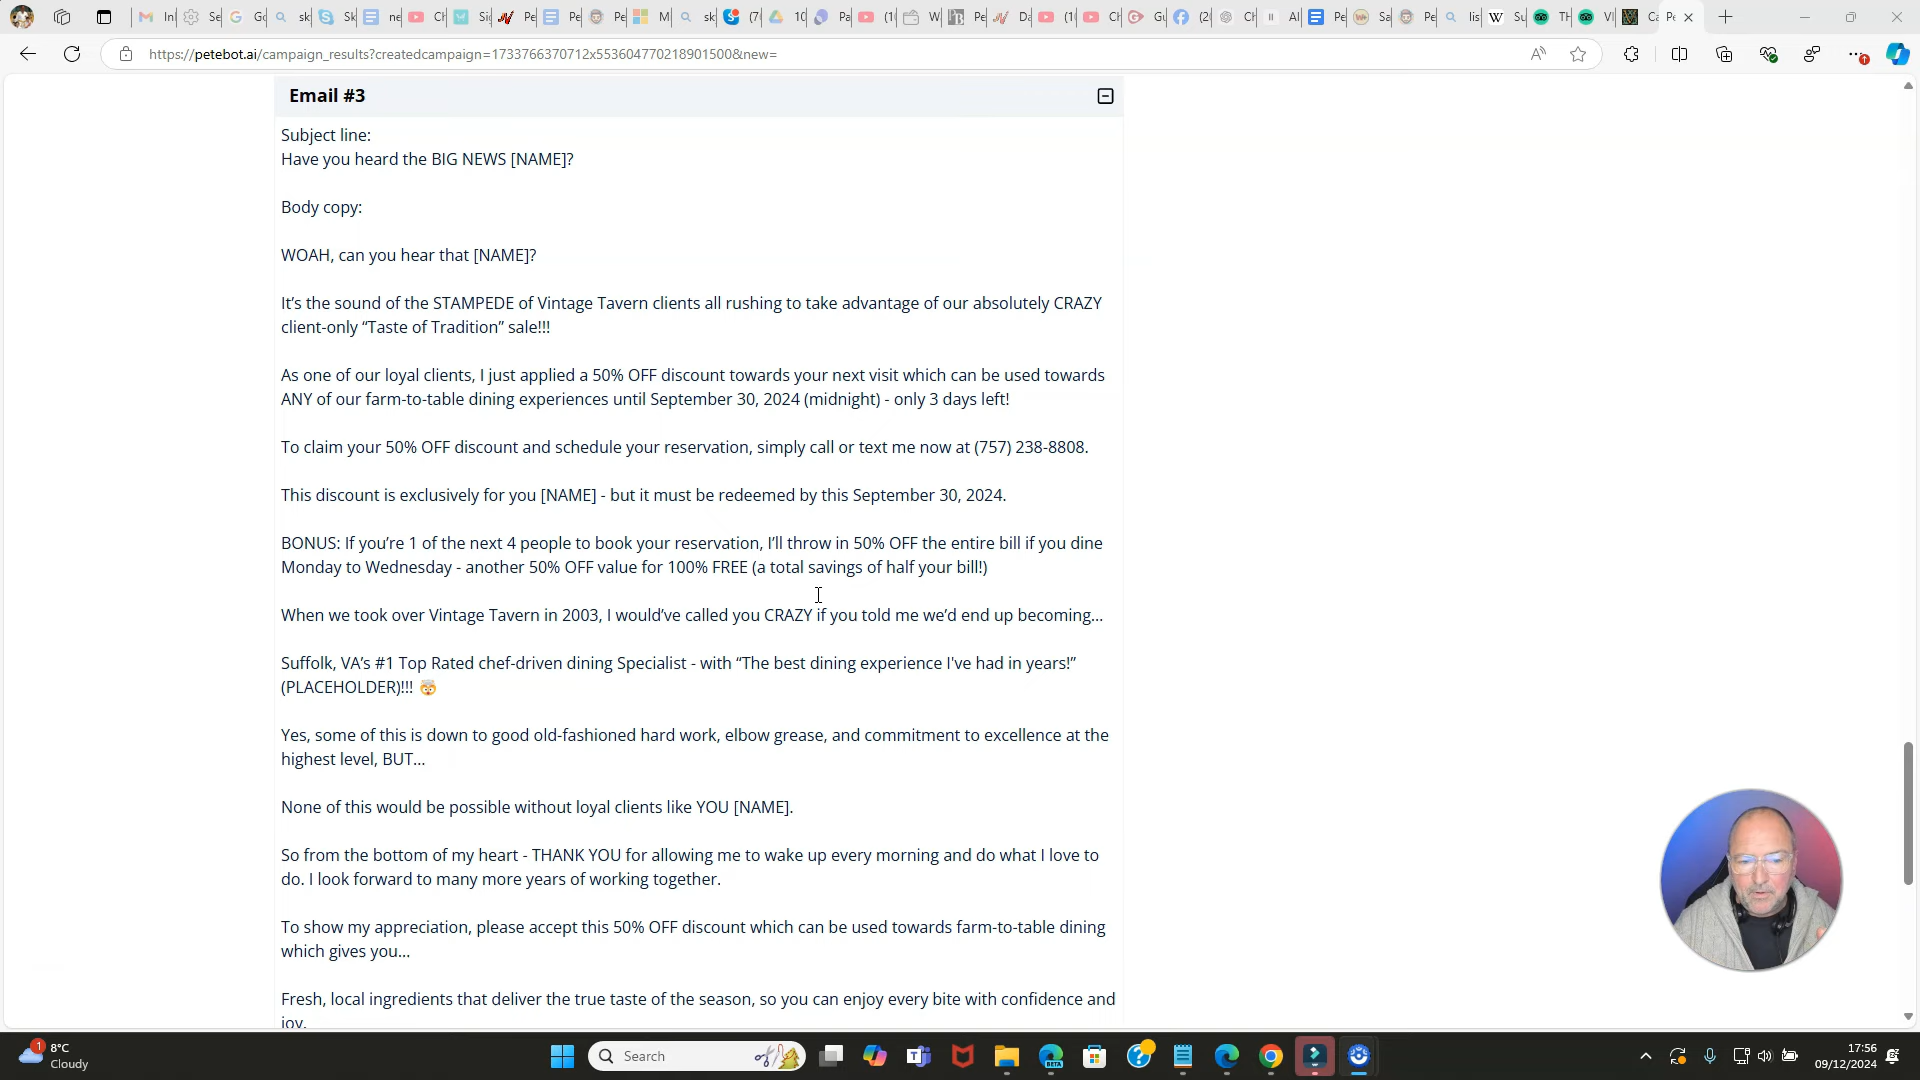 https://petebot.ai/campaign_results?createdcampaign=1733766370712x553604770218901500&new=
Email #3
Subject line:
Have you heard the BIG NEWS [NAME]?
Body copy:
WOAH, can you hear that [NAME]?
It’s the sound of the STAMPEDE of Vintage Tavern clients all rushing to take advantage of our absolutely CRAZY
client-only “Taste of Tradition” sale!!!
As one of our loyal clients, I just applied a 50% OFF discount towards your next visit which can be used towards
ANY of our farm-to-table dining experiences until September 30, 2024 (midnight) - only 3 days left!
To claim your 50% OFF discount and schedule your reservation, simply call or text me now at (757) 238-8808.
This discount is exclusively for you [NAME] - but it must be redeemed by this September 30, 2024.
BONUS: If you’re 1 of the next 4 people to book your reservation, I’ll throw in 50% OFF the entire bill if you dine
Monday to Wednesday - another 50% OFF value for 100% FREE (a total savings of half your bill!)
When we took over Vintage Tavern in 2003, I would’ve called you CRAZY if you told me we’d end up becoming...
Suffolk, VA’s #1 Top Rated chef-driven dining Specialist - with “The best dining experience I've had in years!”
(PLACEHOLDER)!!! 🤯
Yes, some of this is down to good old-fashioned hard work, elbow grease, and commitment to excellence at the
highest level, BUT...
None of this would be possible without loyal clients like YOU [NAME].
So from the bottom of my heart - THANK YOU for allowing me to wake up every morning and do what I love to
do. I look forward to many more years of working together.
To show my appreciation, please accept this 50% OFF discount which can be used towards farm-to-table dining
which gives you...
Fresh, local ingredients that deliver the true taste of the season, so you can enjoy every bite with confidence and
joy.
1
8°C
Cloudy
Search
17:56
09/12/2024